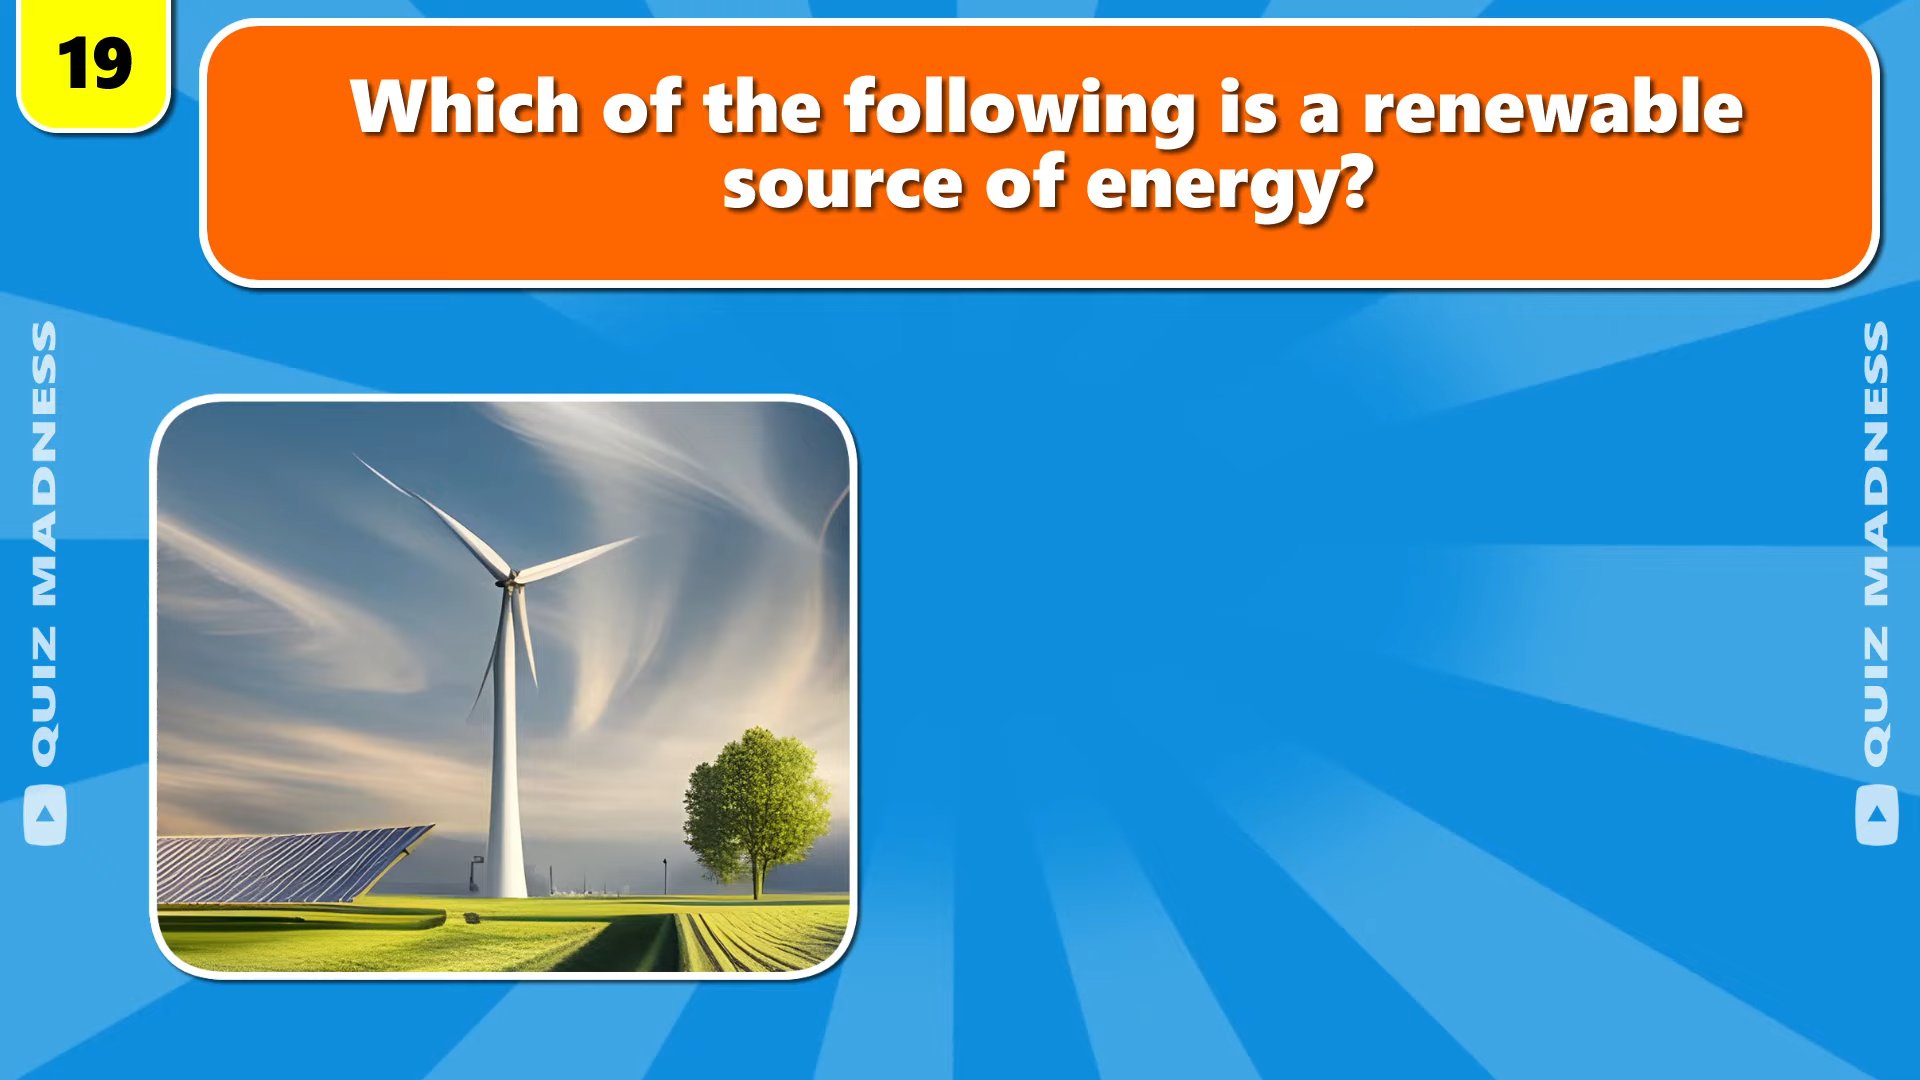 19
Which of the following is a renewable
source of energy?
QUIZ MADNESS
QUIZ MADNESS